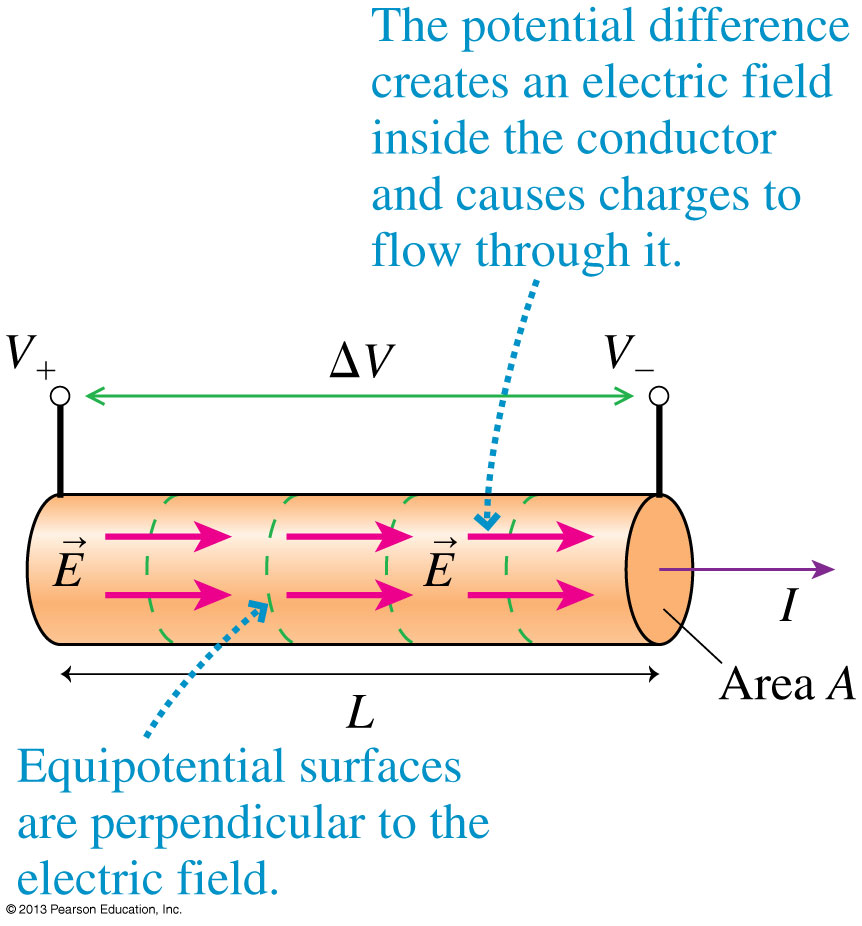 The potential difference
creates an electric field
inside the conductor
and causes charges to
flow through it.
V+
ΔV
V−
E⃗
E⃗
I
Area A
L
Equipotential surfaces
are perpendicular to the
electric field.
© 2013 Pearson Education, Inc.